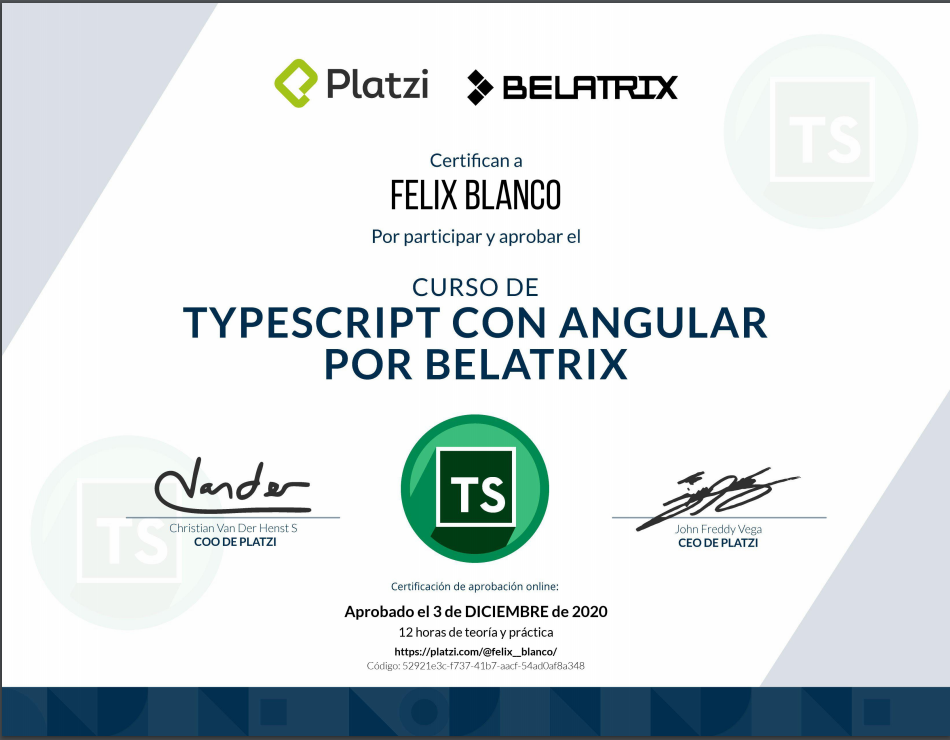 Platzi
BELATRIX
TS
Certifican a
FELIX BLANCO
Por participar y aprobar el
CURSO DE
TYPESCRIPT CON ANGULAR
POR BELATRIX
Vander
TS
TS
Christian Van Der Henst S
COO DE PLATZI
John Freddy Vega
CEO DE PLATZI
Certificación de aprobación online:
Aprobado el 3 de DICIEMBRE de 2020
12 horas de teoría y práctica
https://platzi.com/@felix__blanco/
Código: 52921e3c-f737-41b7-aacf-54ad0af8a348